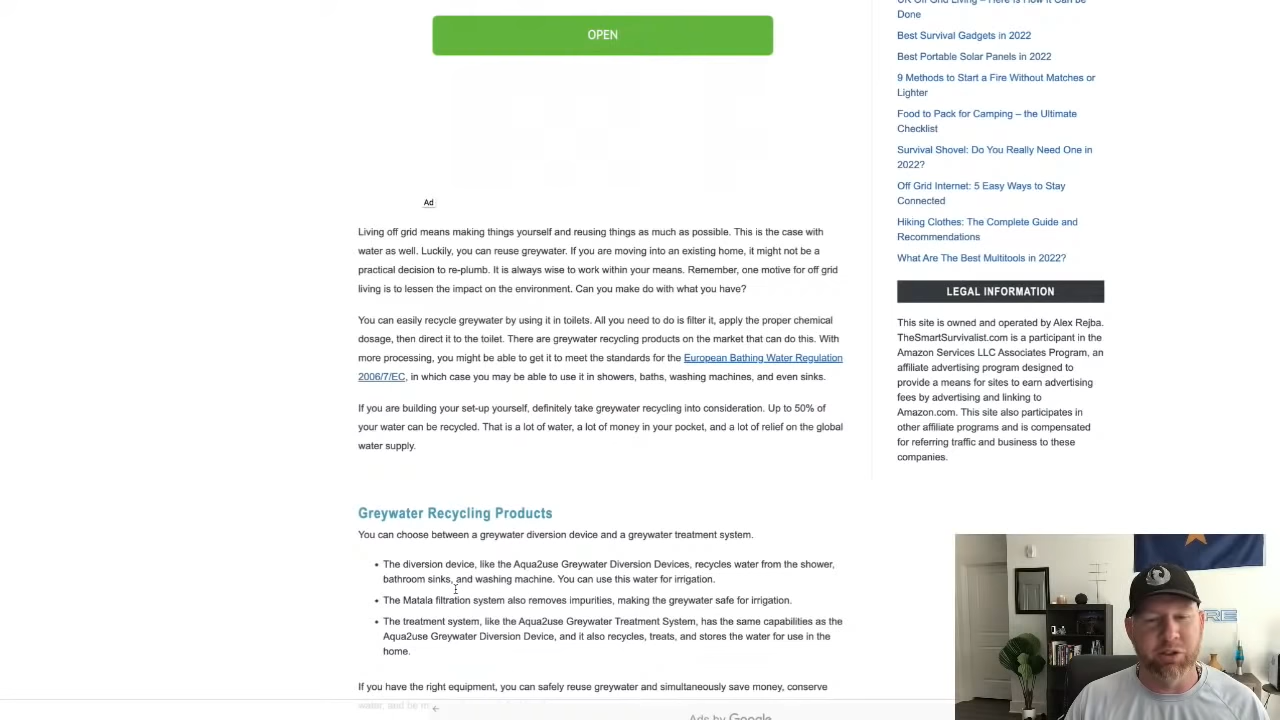 OPEN
Ad
Living off grid means making things yourself and reusing things as much as possible. This is the case with
water as well. Luckily, you can reuse greywater. If you are moving into an existing home, it might not be a
practical decision to re-plumb. It is always wise to work within your means. Remember, one motive for off grid
living is to lessen the impact on the environment. Can you make do with what you have?
You can easily recycle greywater by using it in toilets. All you need to do is filter it, apply the proper chemical
dosage, then direct it to the toilet. There are greywater recycling products on the market that can do this. With
more processing, you might be able to get it to meet the standards for the European Bathing Water Regulation
2006/7/EC, in which case you may be able to use it in showers, baths, washing machines, and even sinks.
If you are building your set-up yourself, definitely take greywater recycling into consideration. Up to 50% of
your water can be recycled. That is a lot of water, a lot of money in your pocket, and a lot of relief on the global
water supply.
Greywater Recycling Products
You can choose between a greywater diversion device and a greywater treatment system.
• The diversion device, like the Aqua2use Greywater Diversion Devices, recycles water from the shower,
bathroom sinks, and washing machine. You can use this water for irrigation.
• The Matala filtration system also removes impurities, making the greywater safe for irrigation.
• The treatment system, like the Aqua2use Greywater Treatment System, has the same capabilities as the
Aqua2use Greywater Diversion Device, and it also recycles, treats, and stores the water for use in the
home.
If you have the right equipment, you can safely reuse greywater and simultaneously save money, conserve
water, and be
Ads by Google
UK Off Grid Living – Here Is How It Can Be
Done
Best Survival Gadgets in 2022
Best Portable Solar Panels in 2022
9 Methods to Start a Fire Without Matches or
Lighter
Food to Pack for Camping – the Ultimate
Checklist
Survival Shovel: Do You Really Need One in
2022?
Off Grid Internet: 5 Easy Ways to Stay
Connected
Hiking Clothes: The Complete Guide and
Recommendations
What Are The Best Multitools in 2022?
LEGAL INFORMATION
This site is owned and operated by Alex Rejba.
TheSmartSurvivalist.com is a participant in the
Amazon Services LLC Associates Program, an
affiliate advertising program designed to
provide a means for sites to earn advertising
fees by advertising and linking to
Amazon.com. This site also participates in
other affiliate programs and is compensated
for referring traffic and business to these
companies.